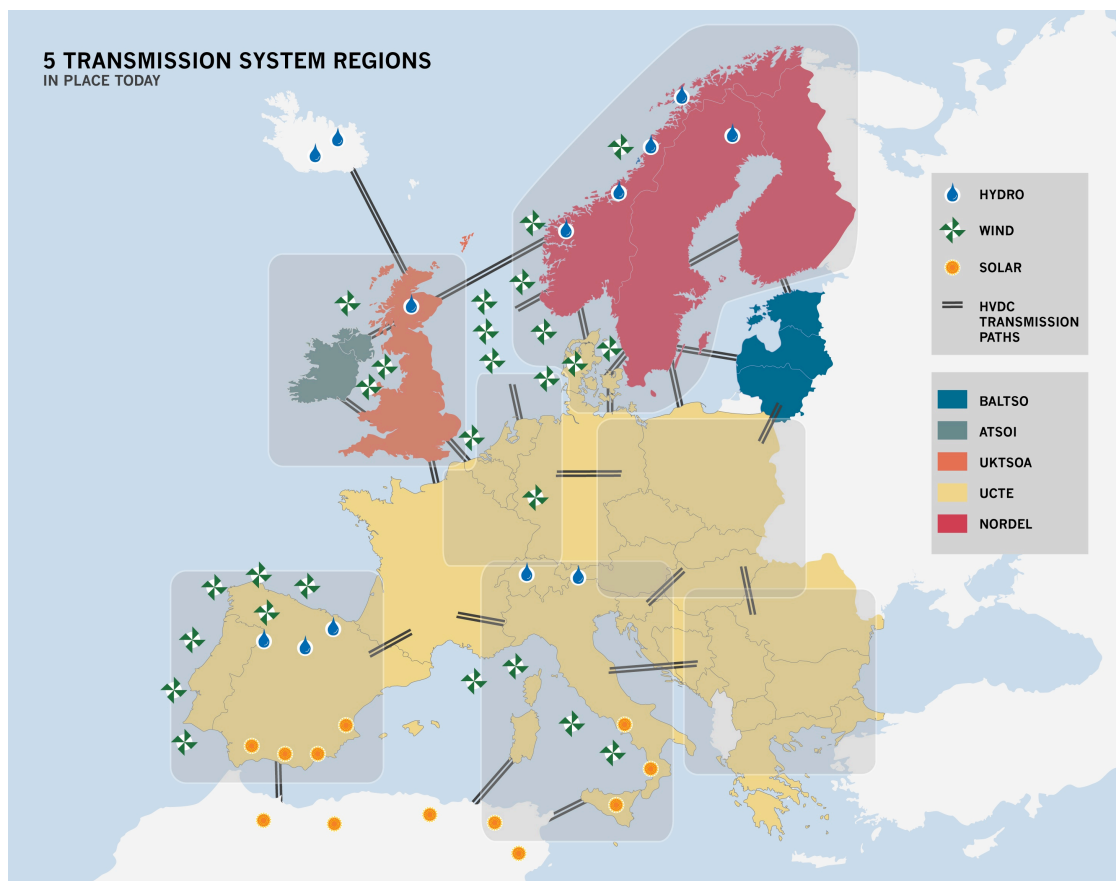 5 TRANSMISSION SYSTEM REGIONS
IN PLACE TODAY
HYDRO
WIND
SOLAR
HVDC
TRANSMISSION
PATHS
BALTSO
ATSOI
UKTSOA
UCTE
NORDEL